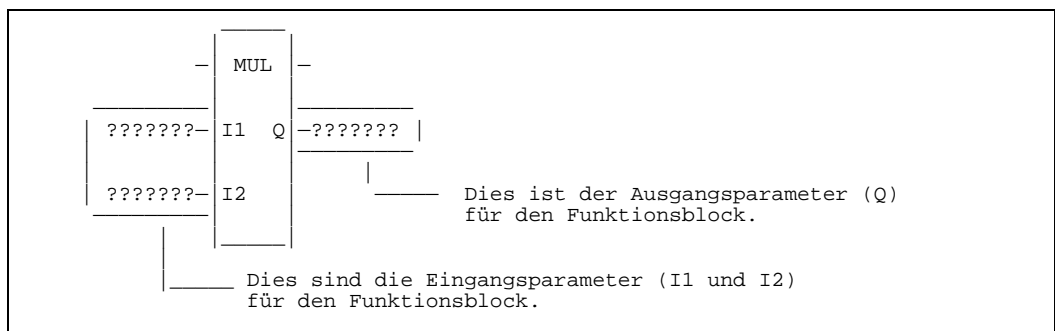 MUL
??????? I1 Q ???????
??????? I2
Dies ist der Ausgangsparameter (Q)
für den Funktionsblock.
Dies sind die Eingangsparameter (I1 und I2)
für den Funktionsblock.